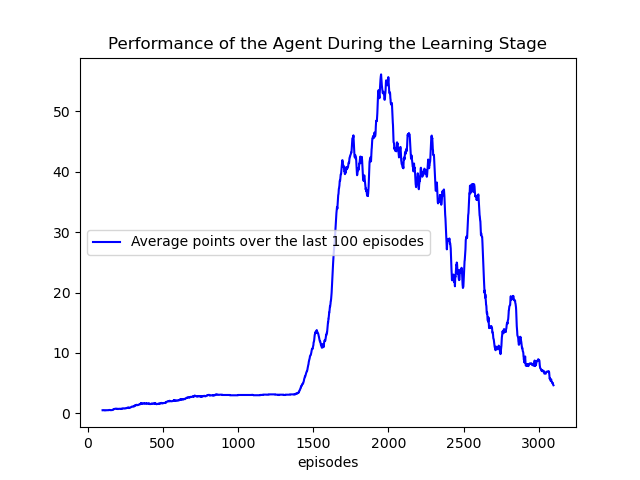 Performance of the Agent During the Learning Stage
50
40
30
Average points over the last 100 episodes
20
10
0
0 500 1000 1500 2000 2500 3000
episodes